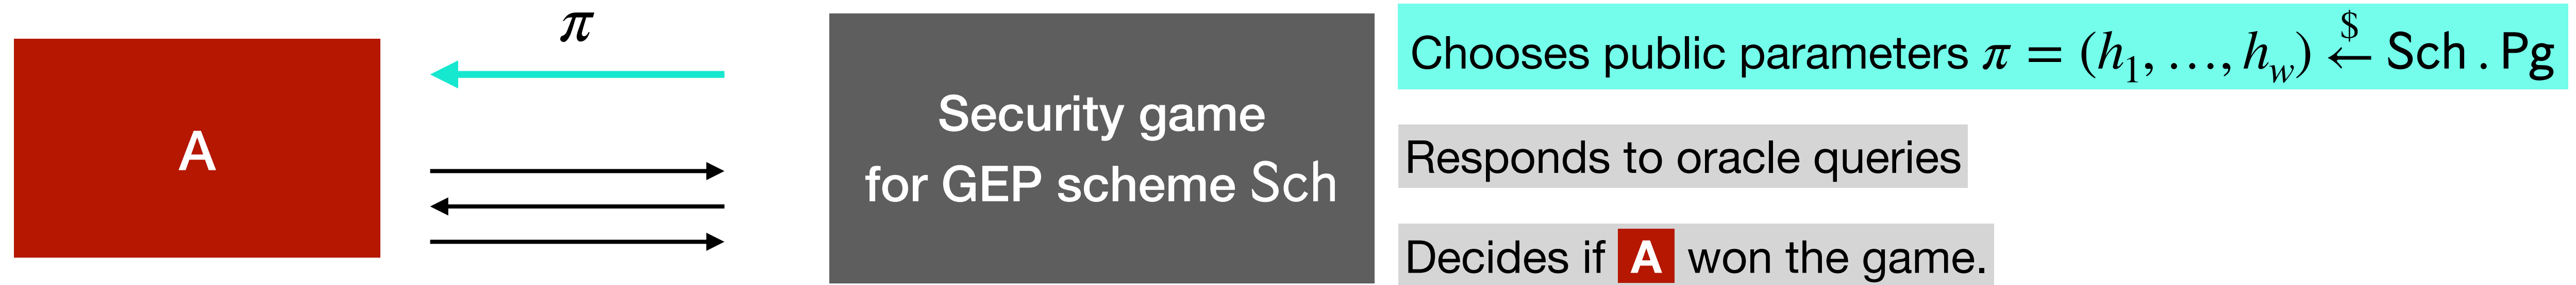 π
A
Security game
for GEP scheme Sch
Chooses public parameters π = (h₁, …, h_w) ←$ Sch . Pg
Responds to oracle queries
Decides if A won the game.